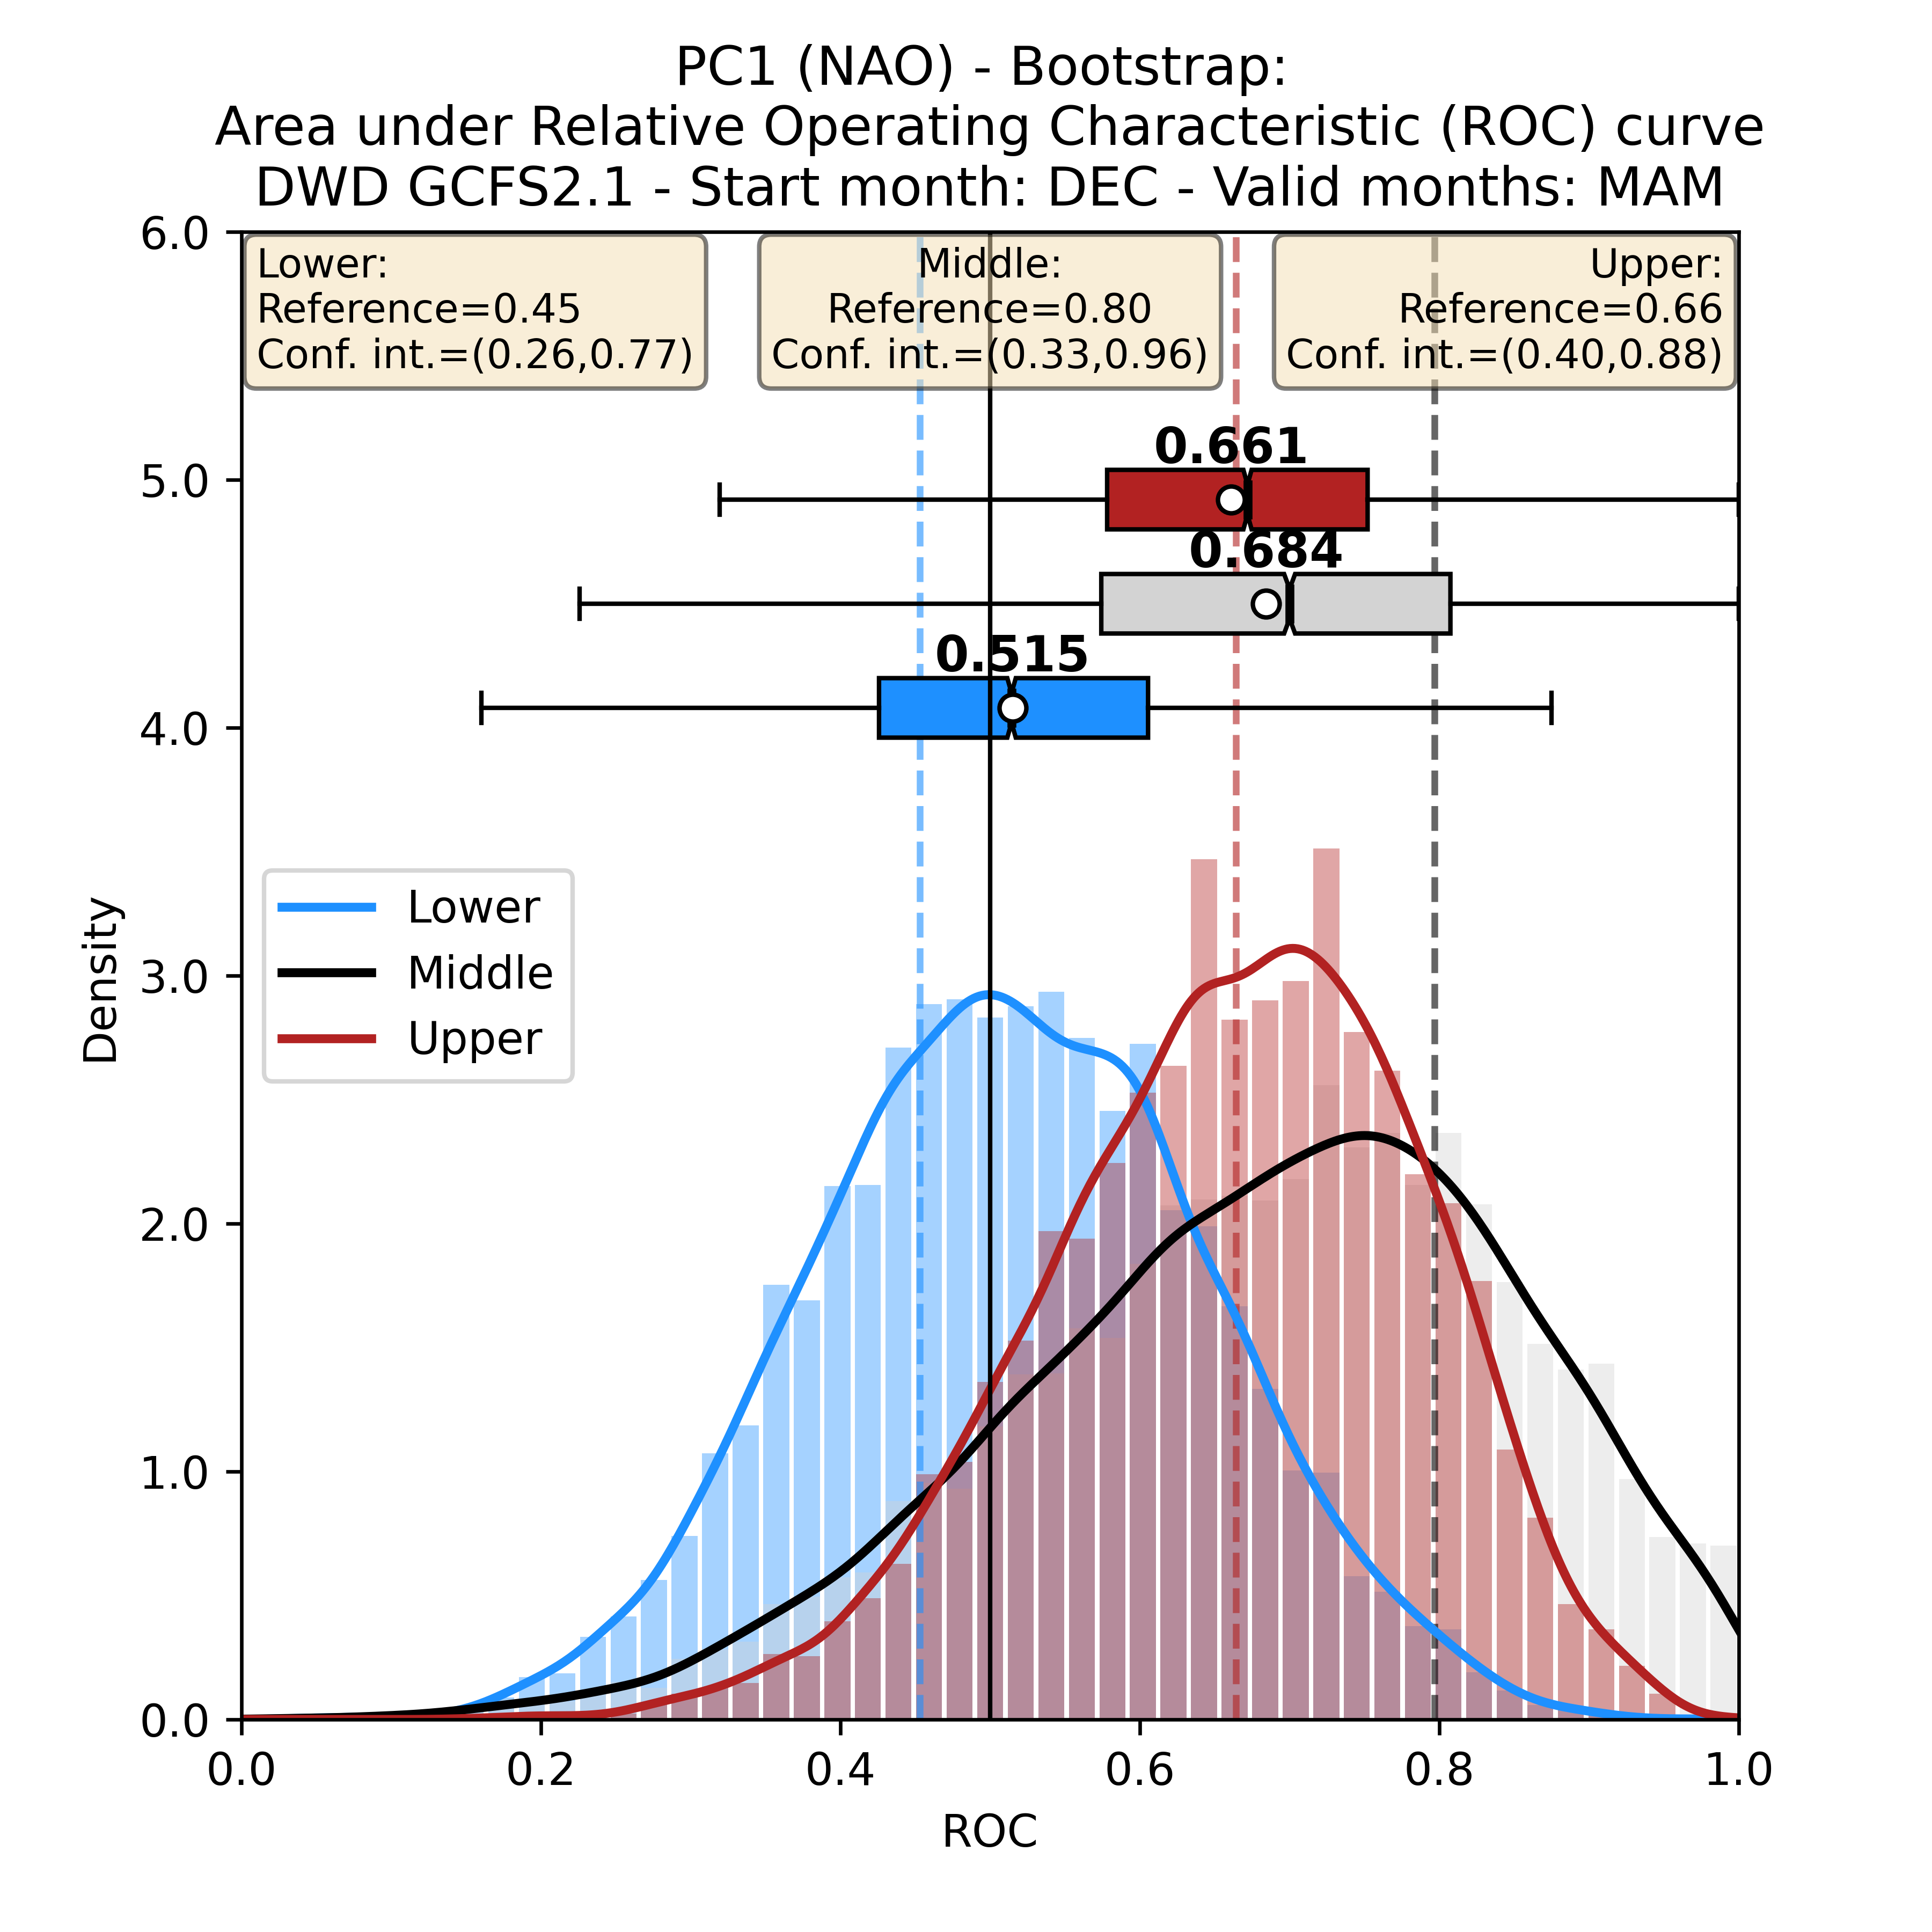 PC1 (NAO) - Bootstrap:
Area under Relative Operating Characteristic (ROC) curve
DWD GCFS2.1 - Start month: DEC - Valid months: MAM
Lower:
Reference=0.45
Conf. int.=(0.26,0.77)
Middle:
Reference=0.80
Conf. int.=(0.33,0.96)
Upper:
Reference=0.66
Conf. int.=(0.40,0.88)
0.661
0.684
0.515
6.0
5.0
4.0
3.0
2.0
1.0
0.0
Density
Lower
Middle
Upper
0.0 0.2 0.4 0.6 0.8 1.0
ROC